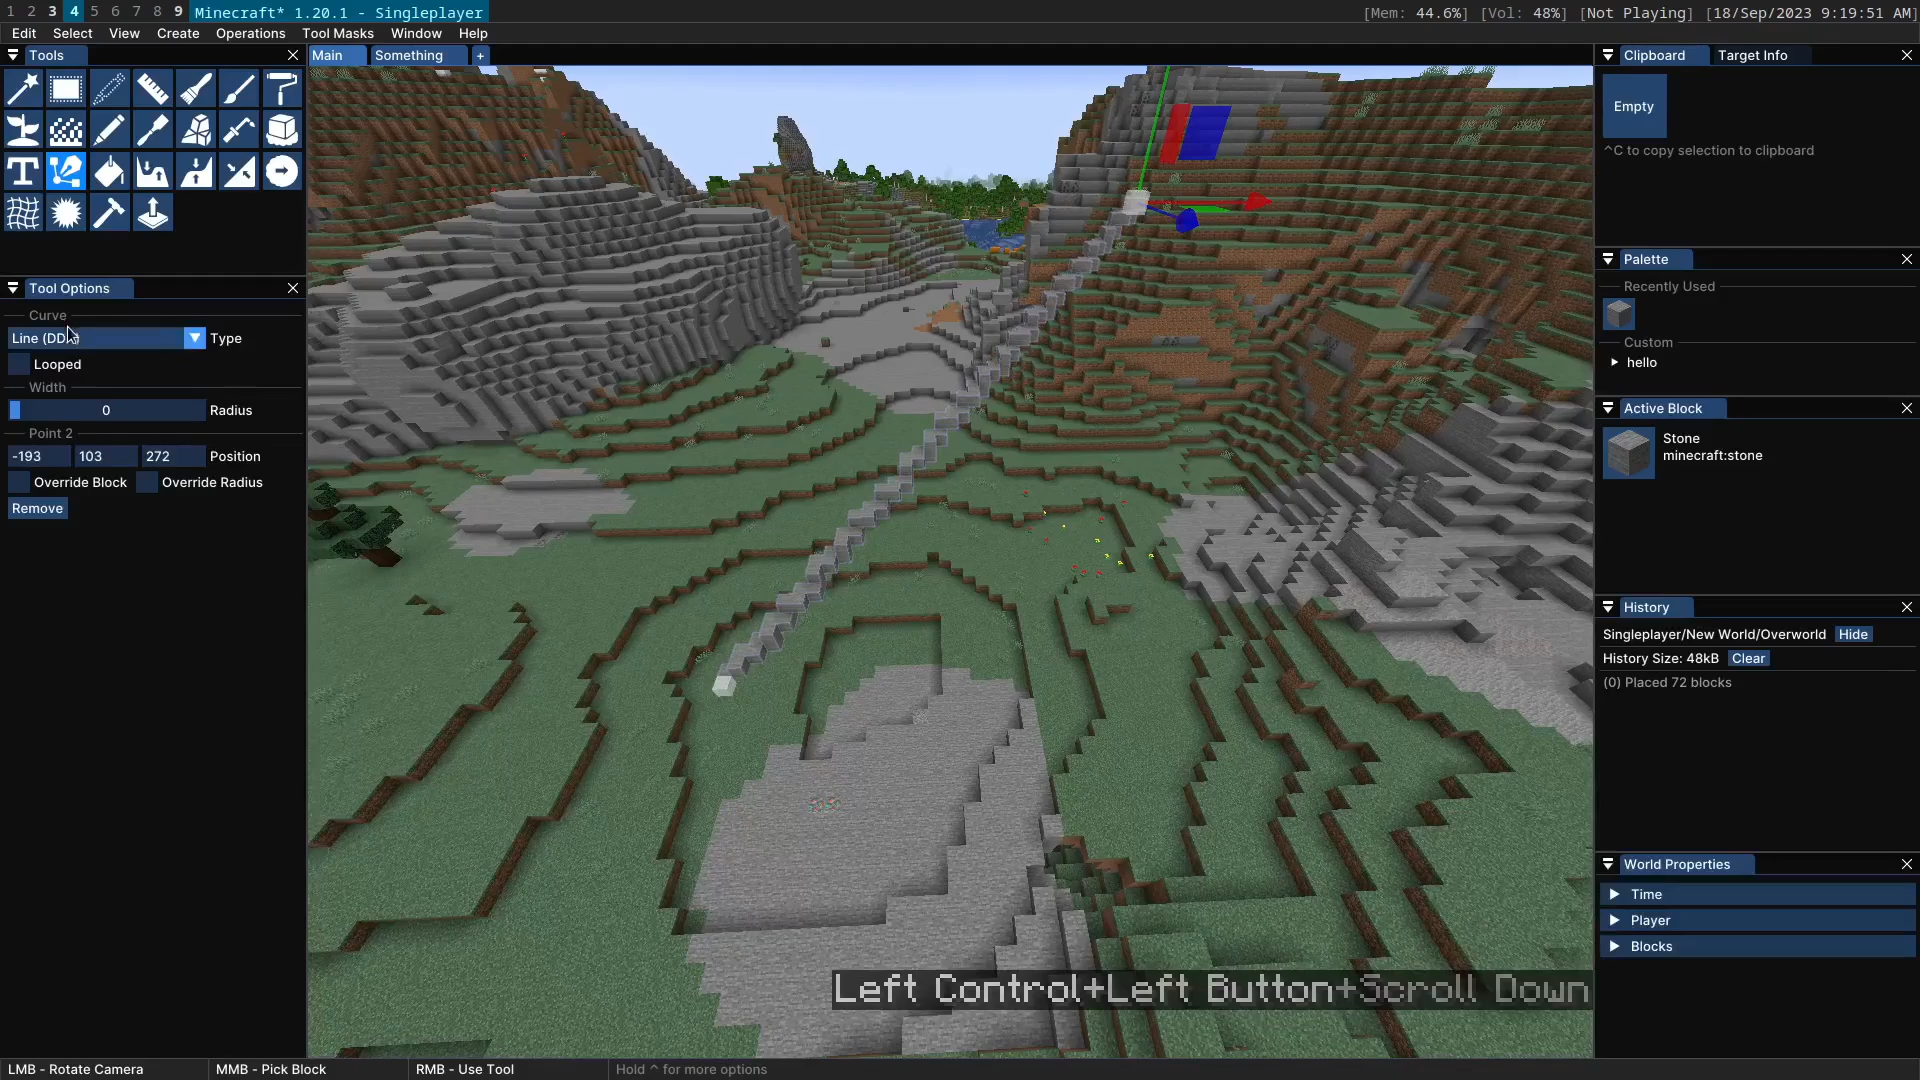 1 2 3 4 5 6 7 8 9 Minecraft* 1.20.1 - Singleplayer [Mem: 44.6%] [Vol: 48%] [Not Playing] [18/Sep/2023 9:19:51 AM]
Edit Select View Create Operations Tool Masks Window Help
Tools
Main Something +
Clipboard Target Info
Empty
^C to copy selection to clipboard
Tool Options
Curve
Line (DD Type
Looped
Width
0 Radius
Point 2
-193 103 272 Position
Override Block Override Radius
Remove
Palette
Recently Used
Custom
hello
Active Block
Stone
minecraft:stone
History
Singleplayer/New World/Overworld Hide
History Size: 48kB Clear
(0) Placed 72 blocks
World Properties
Time
Player
Blocks
Left Control+Left Button+Scroll Down
LMB - Rotate Camera MMB - Pick Block RMB - Use Tool Hold ^ for more options